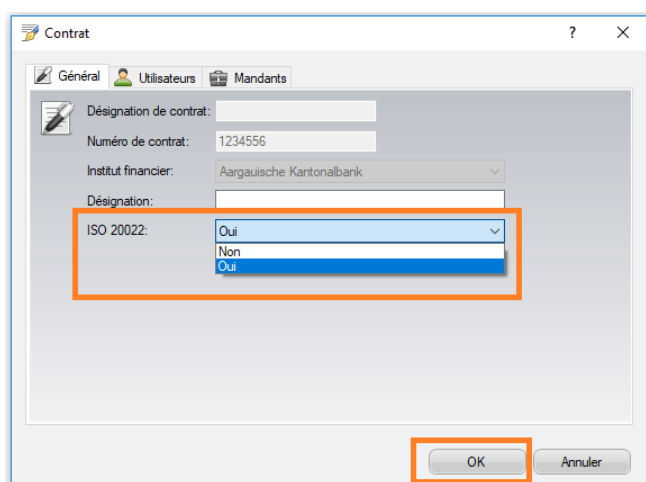 Contrat ?
Général Utilisateurs Mandants
Désignation de contrat:
Numéro de contrat: 1234556
Institut financier: Aargauische Kantonalbank
Désignation:
ISO 20022: Oui
Non
Oui
OK Annuler